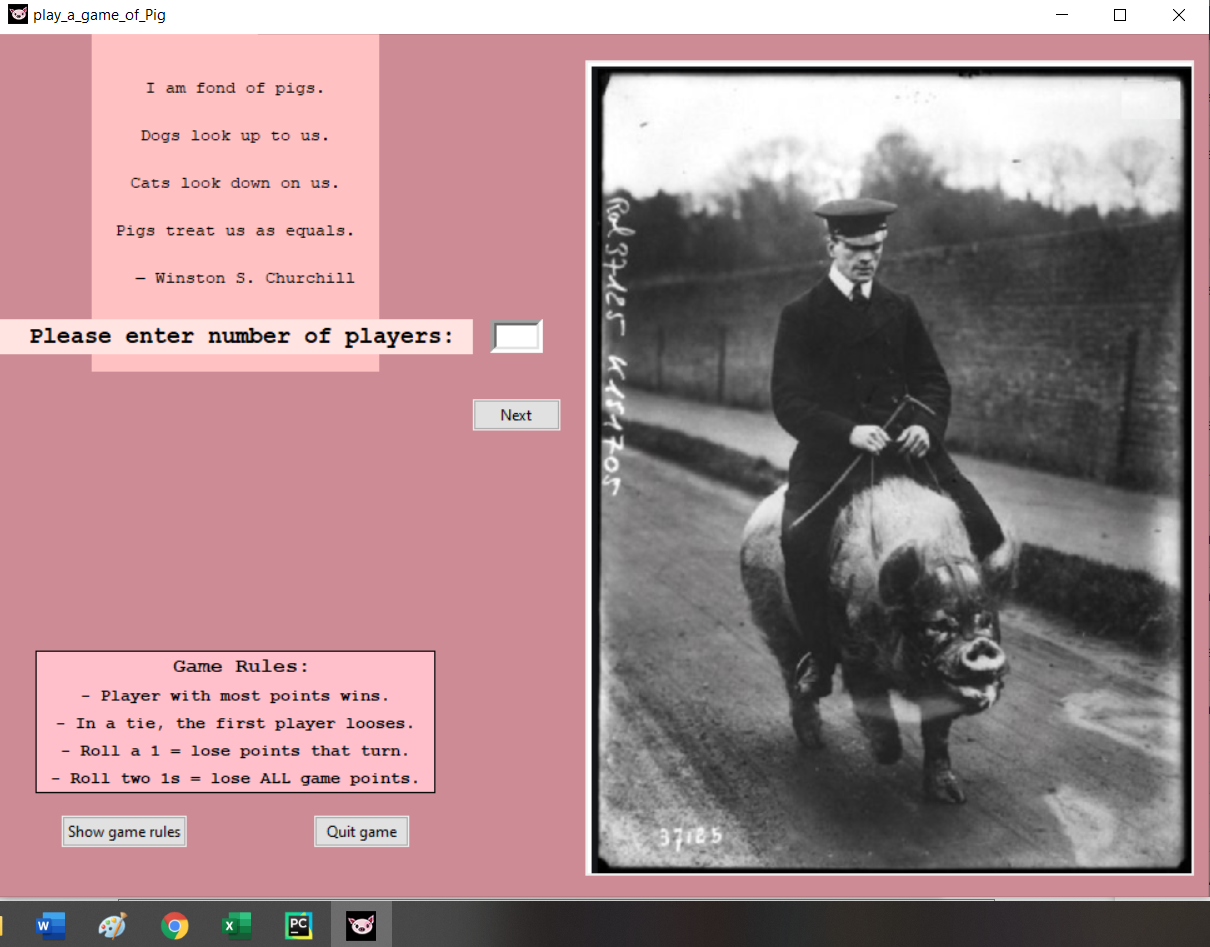 play_a_game_of_Pig
I am fond of pigs.
Dogs look up to us.
Cats look down on us.
Pigs treat us as equals.
— Winston S. Churchill
Please enter number of players:
Next
Game Rules:
- Player with most points wins.
- In a tie, the first player looses.
- Roll a 1 = lose points that turn.
- Roll two 1s = lose ALL game points.
Show game rules
Quit game
37125
W
X
PC